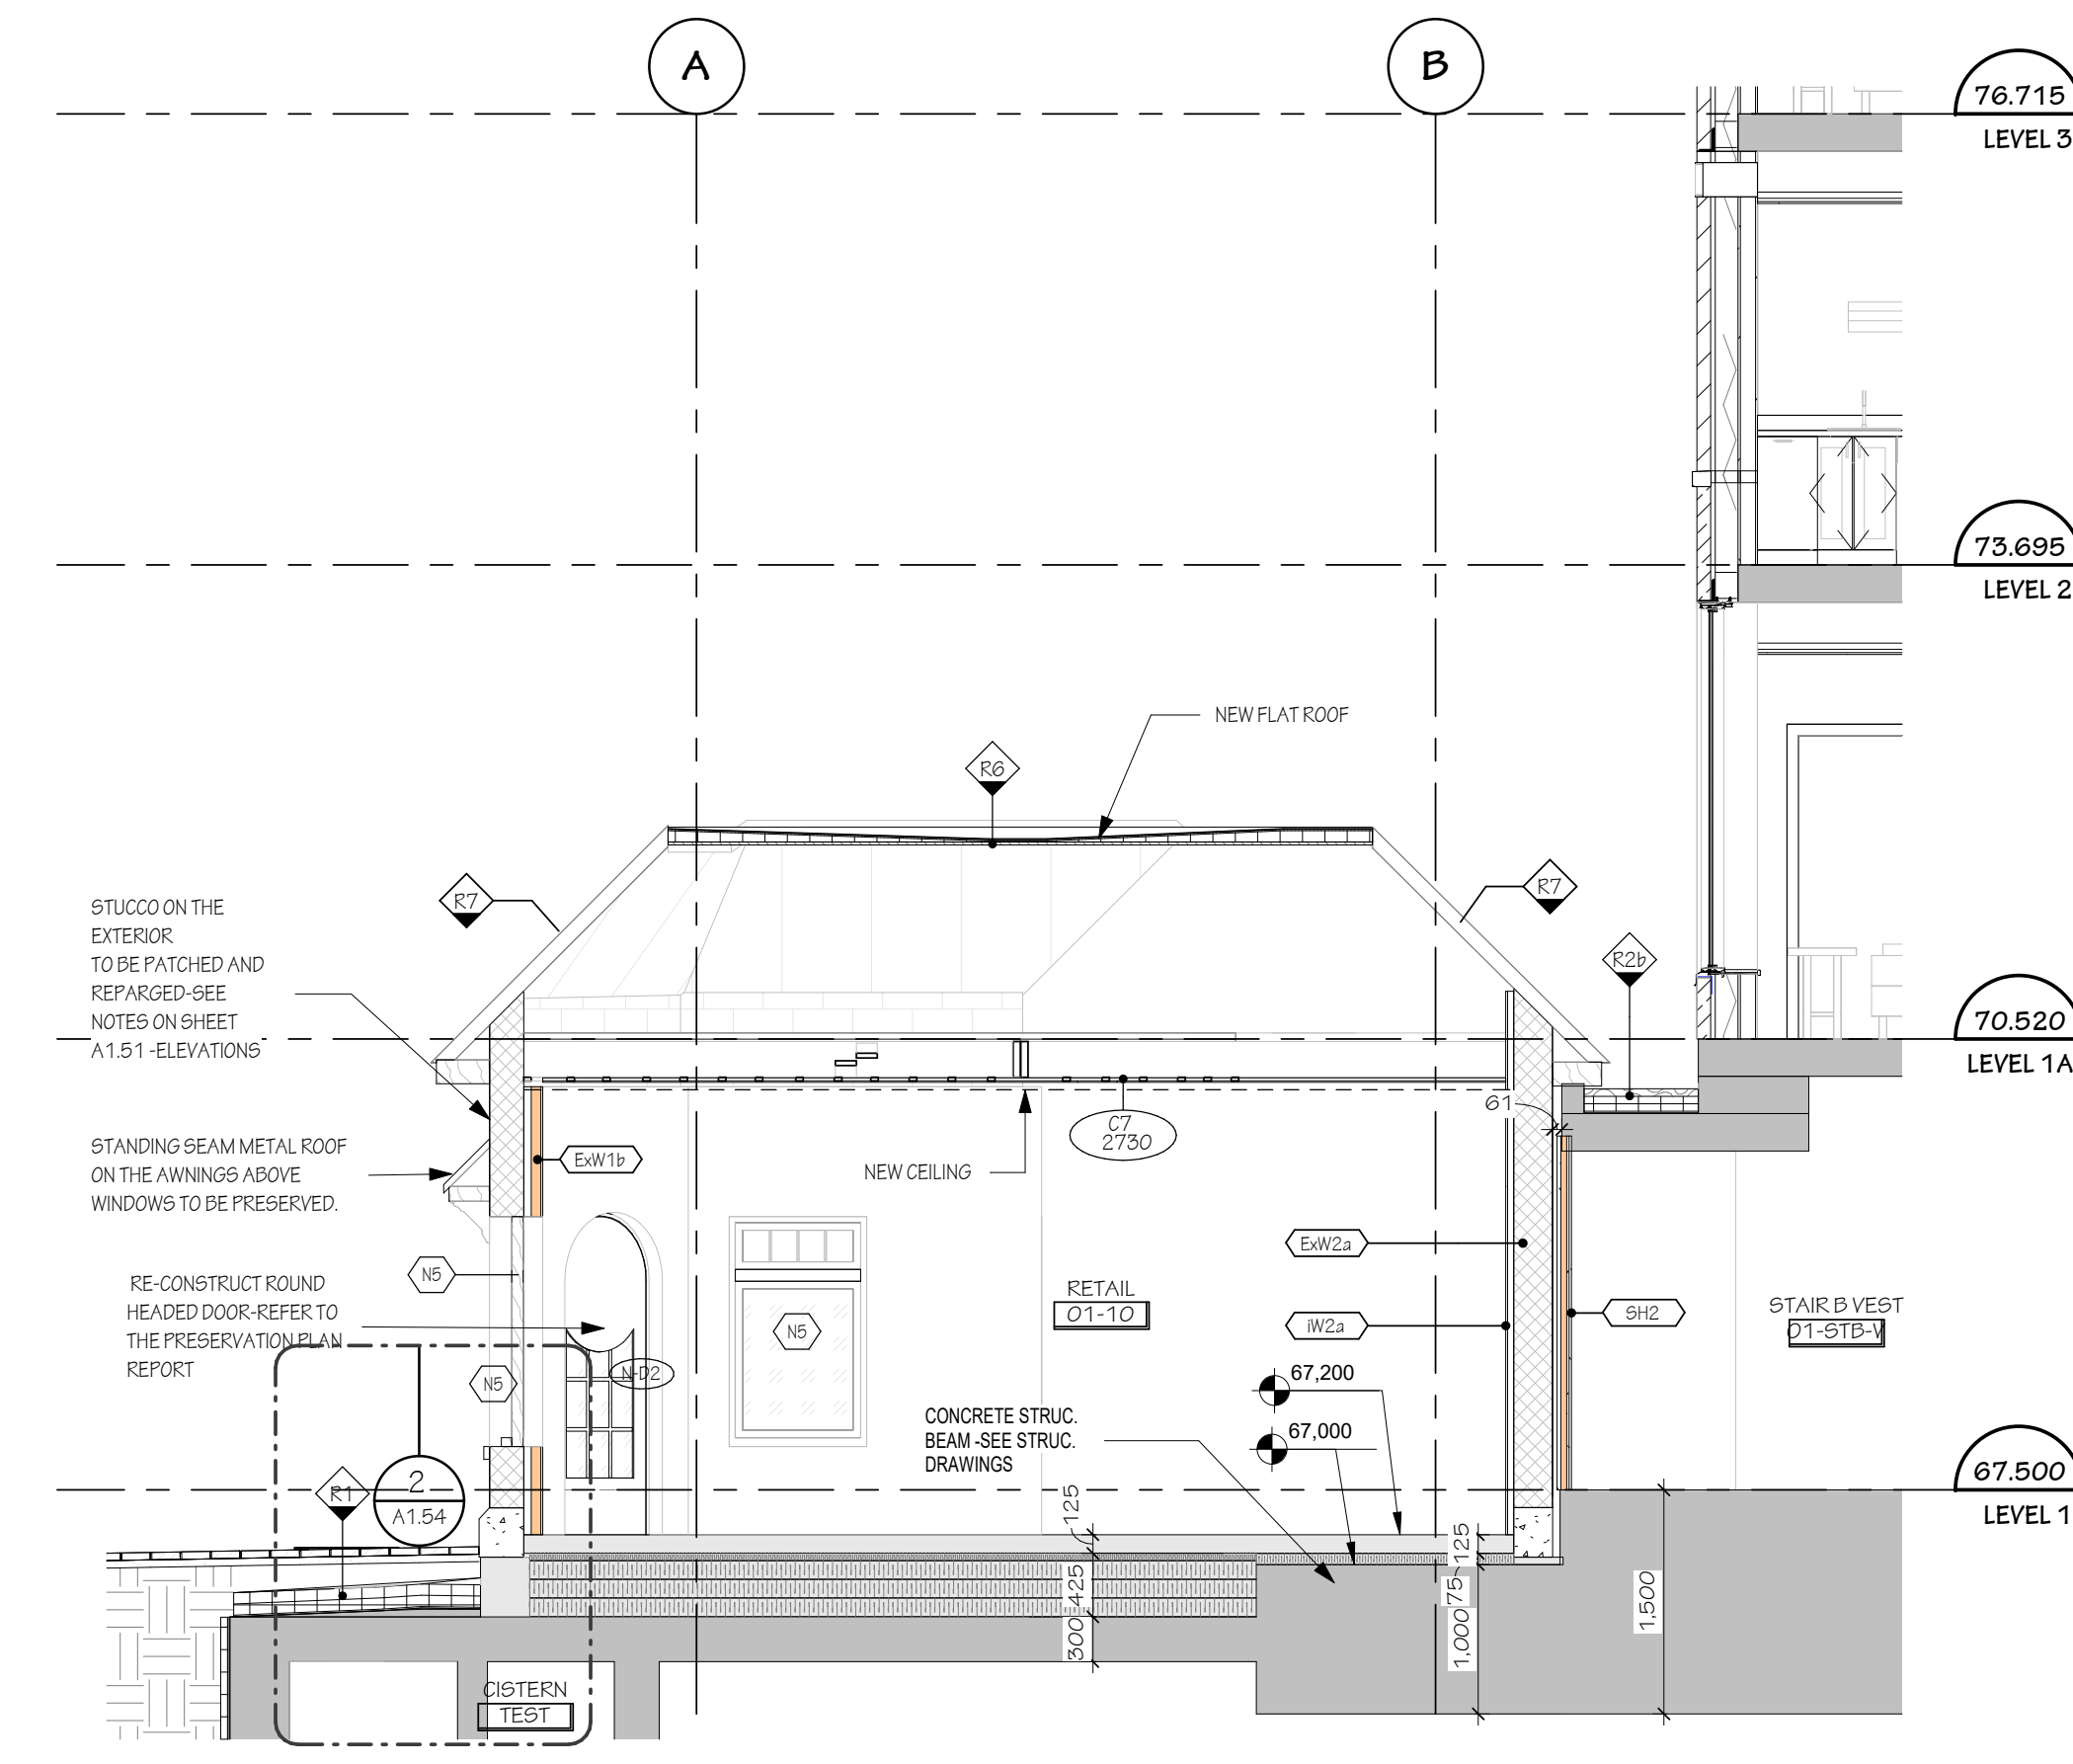 A
B
76.715
LEVEL 3
73.695
LEVEL 2
NEW FLAT ROOF
R6
R7
R7
STUCCO ON THE
EXTERIOR
TO BE PATCHED AND
REPARGED-SEE
NOTES ON SHEET
A1.51 -ELEVATIONS
R2b
70.520
LEVEL 1A
61
C7
2730
STANDING SEAM METAL ROOF
ON THE AWNINGS ABOVE
WINDOWS TO BE PRESERVED.
ExW1b
NEW CEILING
ExW2a
N5
RE-CONSTRUCT ROUND
HEADED DOOR-REFER TO
THE PRESERVATION PLAN
REPORT
RETAIL
01-10
N5
iW2a
SH2
STAIR B VEST
01-STB-V
N5
N-D2
67,200
67,000
CONCRETE STRUC.
BEAM -SEE STRUC.
DRAWINGS
67.500
LEVEL 1
R1
2
A1.54
125
425
300
125
75
1,000
1,500
CISTERN
TEST